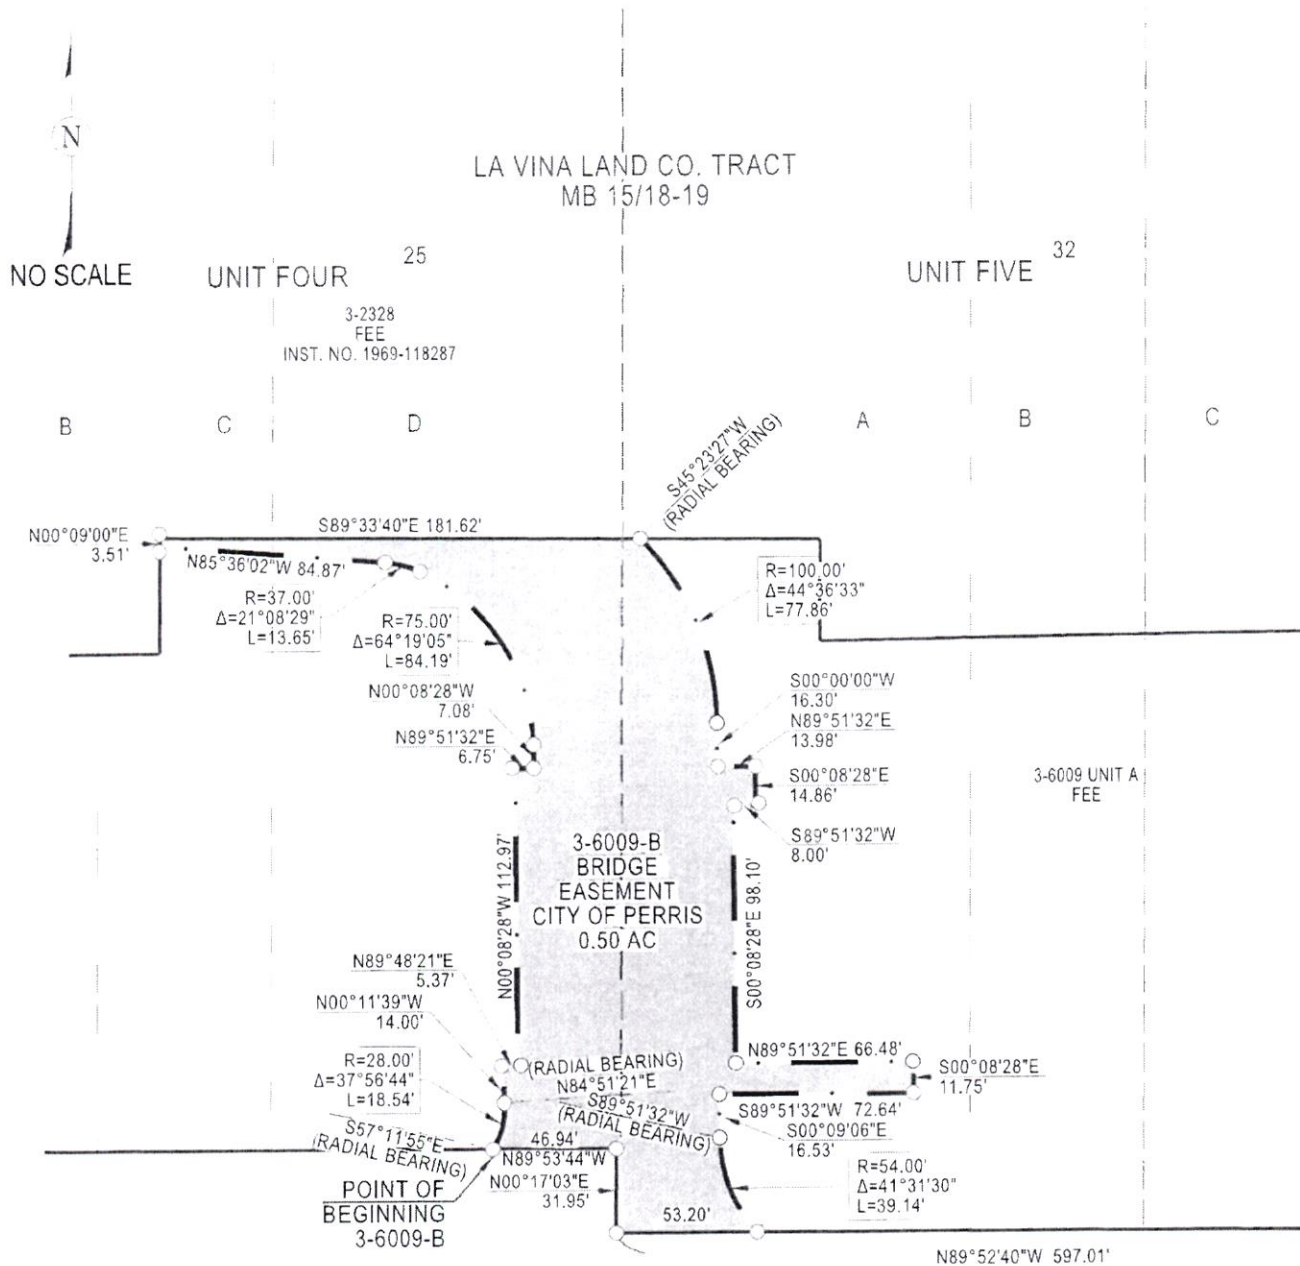 N
NO SCALE
LA VINA LAND CO. TRACT
MB 15/18-19
UNIT FOUR
25
UNIT FIVE
32
3-2328
FEE
INST. NO. 1969-118287
B
C
D
A
B
C
S45°23'27"W
(RADIAL BEARING)
N00°09'00"E
3.51'
S89°33'40"E 181.62'
N85°36'02"W 84.87'
R=37.00'
Δ=21°08'29"
L=13.65'
R=75.00'
Δ=64°19'05"
L=84.19'
R=100.00'
Δ=44°36'33"
L=77.86'
N00°08'28"W
7.08'
N89°51'32"E
6.75'
S00°00'00"W
16.30'
N89°51'32"E
13.98'
S00°08'28"E
14.86'
S89°51'32"W
8.00'
3-6009 UNIT A
FEE
N00°08'28"W 112.97'
3-6009-B
BRIDGE
EASEMENT
CITY OF PERRIS
0.50 AC
S00°08'28"E 98.10'
N89°48'21"E
5.37'
N00°11'39"W
14.00'
R=28.00'
Δ=37°56'44"
L=18.54'
(RADIAL BEARING)
N84°51'21"E
S89°51'32"W
(RADIAL BEARING)
N89°51'32"E 66.48'
S00°08'28"E
11.75'
S89°51'32"W 72.64'
S00°09'06"E
16.53'
S57°11'55"E
(RADIAL BEARING)
46.94'
N89°53'44"W
N00°17'03"E
31.95'
R=54.00'
Δ=41°31'30"
L=39.14'
POINT OF
BEGINNING
3-6009-B
53.20'
N89°52'40"W 597.01'